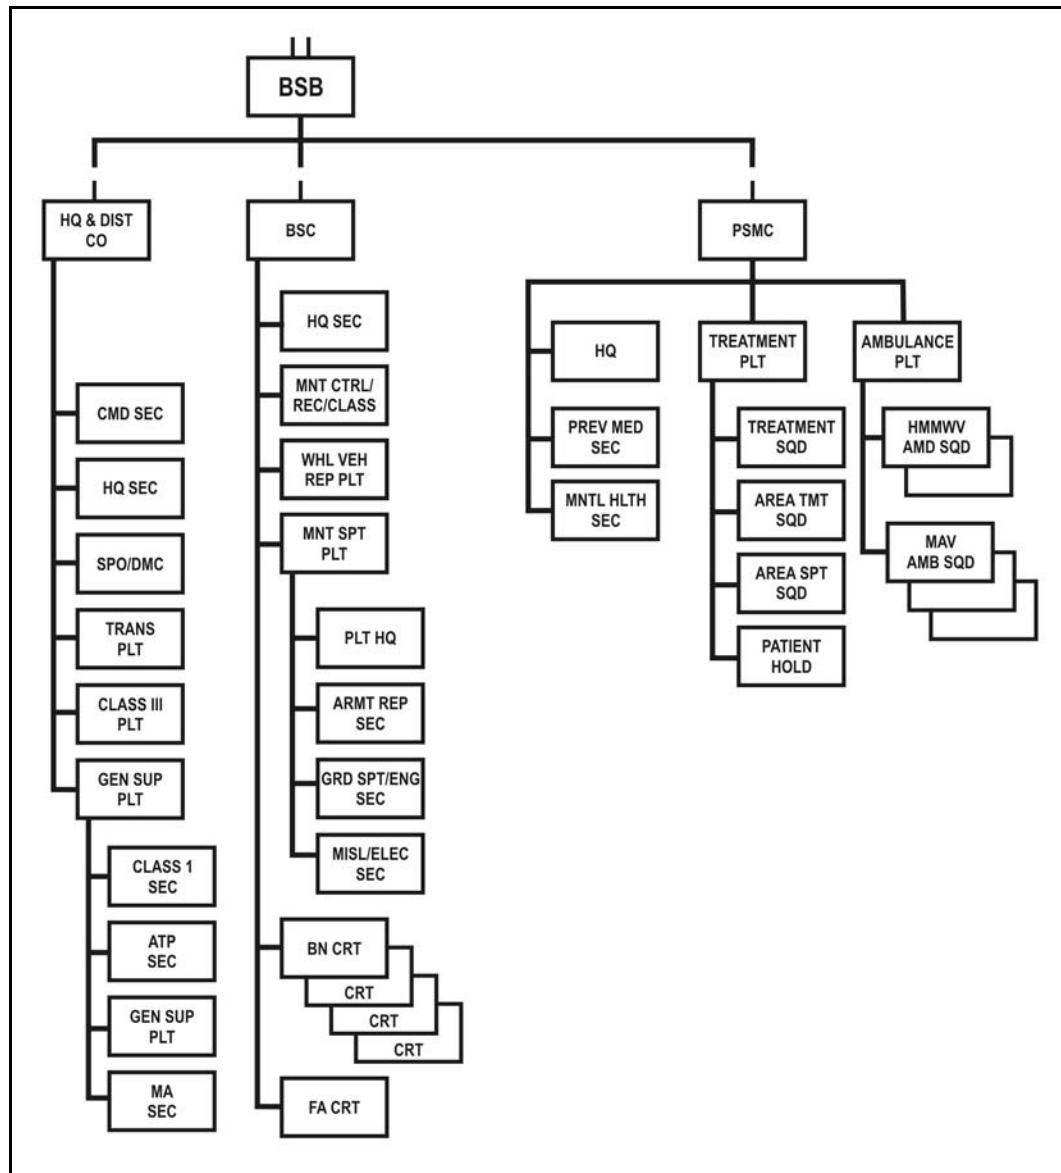 BSB
HQ & DIST
CO
CMD SEC
HQ SEC
SPO/DMC
TRANS
PLT
CLASS III
PLT
GEN SUP
PLT
CLASS 1
SEC
ATP
SEC
GEN SUP
PLT
MA
SEC
BSC
HQ SEC
MNT CTRL/
REC/CLASS
WHL VEH
REP PLT
MNT SPT
PLT
PLT HQ
ARMT REP
SEC
GRD SPT/ENG
SEC
MISL/ELEC
SEC
BN CRT
CRT
CRT
CRT
FA CRT
PSMC
HQ
PREV MED
SEC
MNTL HLTH
SEC
TREATMENT
PLT
TREATMENT
SQD
AREA TMT
SQD
AREA SPT
SQD
PATIENT
HOLD
AMBULANCE
PLT
HMMWV
AMD SQD
MAV
AMB SQD